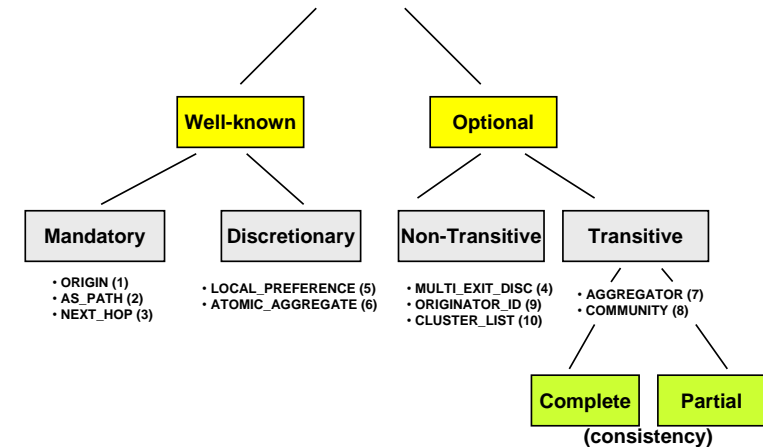 Well-known
Optional
Mandatory
Discretionary
Non-Transitive
Transitive
• ORIGIN (1)
• AS_PATH (2)
• NEXT_HOP (3)
• LOCAL_PREFERENCE (5)
• ATOMIC_AGGREGATE (6)
• MULTI_EXIT_DISC (4)
• ORIGINATOR_ID (9)
• CLUSTER_LIST (10)
• AGGREGATOR (7)
• COMMUNITY (8)
Complete
Partial
(consistency)